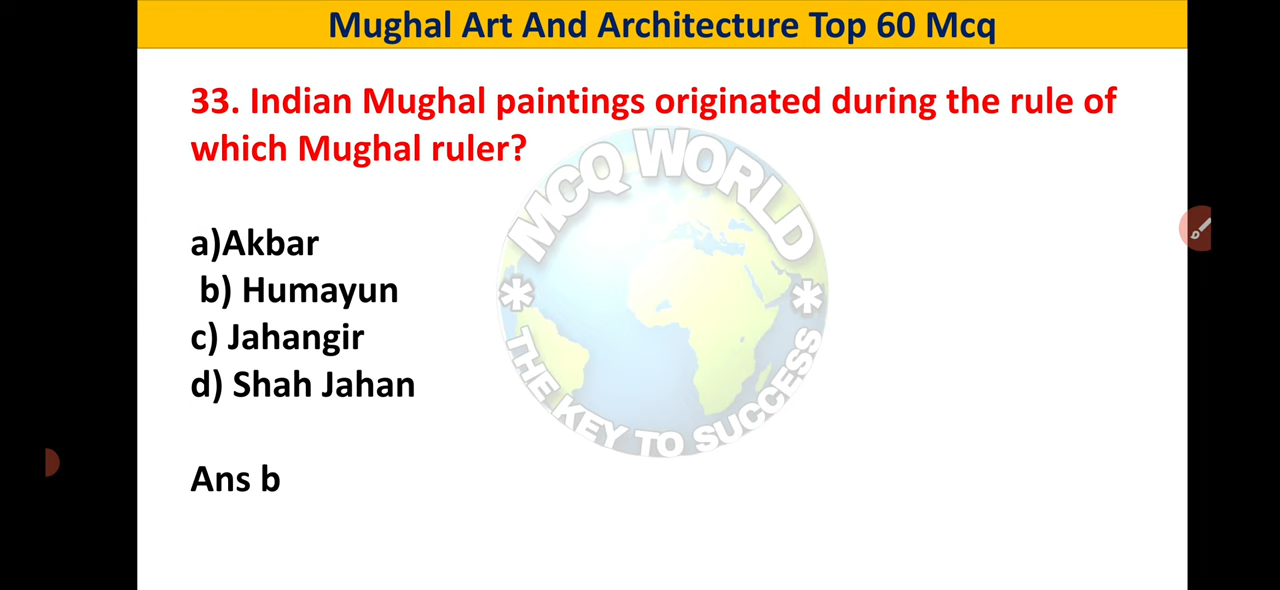 Mughal Art And Architecture Top 60 Mcq
33. Indian Mughal paintings originated during the rule of
which Mughal ruler?
MCQ WORLD
a)Akbar
b) Humayun
c) Jahangir
d) Shah Jahan
THE KEY TO SUCCESS
Ans b